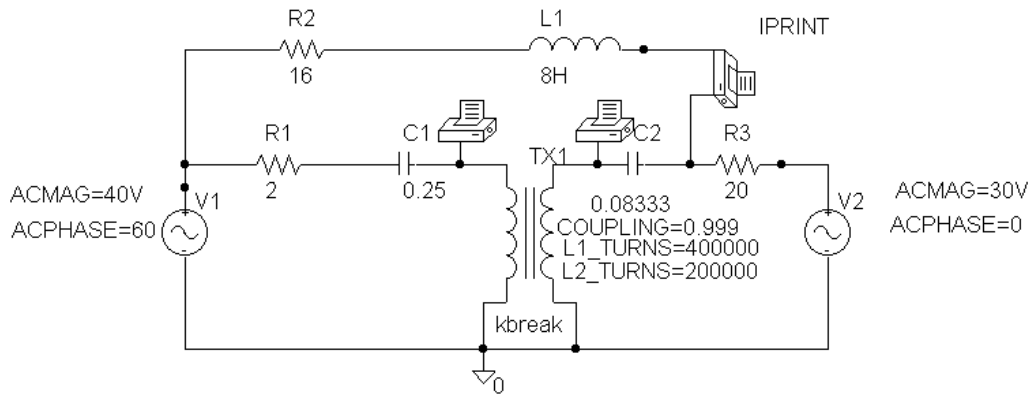 R2
L1
IPRINT
16
8H
R1
C1
C2
R3
TX1
2
0.25
20
ACMAG=40V
V1
ACPHASE=60
0.08333
COUPLING=0.999
L1_TURNS=400000
L2_TURNS=200000
V2
ACMAG=30V
ACPHASE=0
kbreak
0